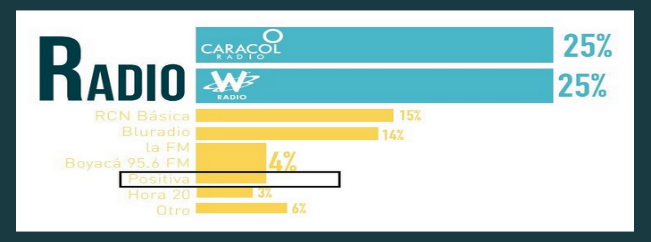 RADIO
CARACOL
RADIO
25%
W
RADIO
25%
RCN Básica 15%
Bluradio 14%
la FM
Boyacá 95.6 FM 4%
Positiva
Hora 20 3%
Otro 6%